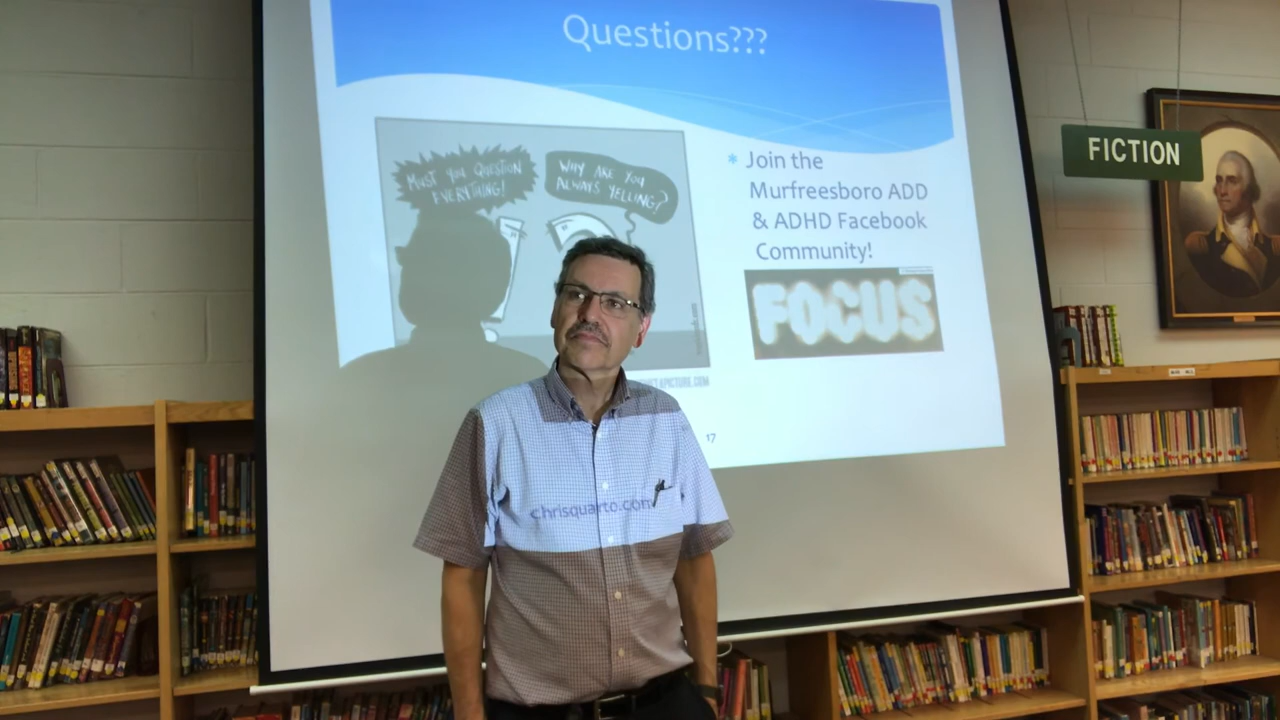 Questions???
MUST YOU QUESTION
EVERYTHING!
WHY ARE YOU
ALWAYS YELLING!?
* Join the
Murfreesboro ADD
& ADHD Facebook
Community!
FOCUS
17
chrisquarto.com
FICTION